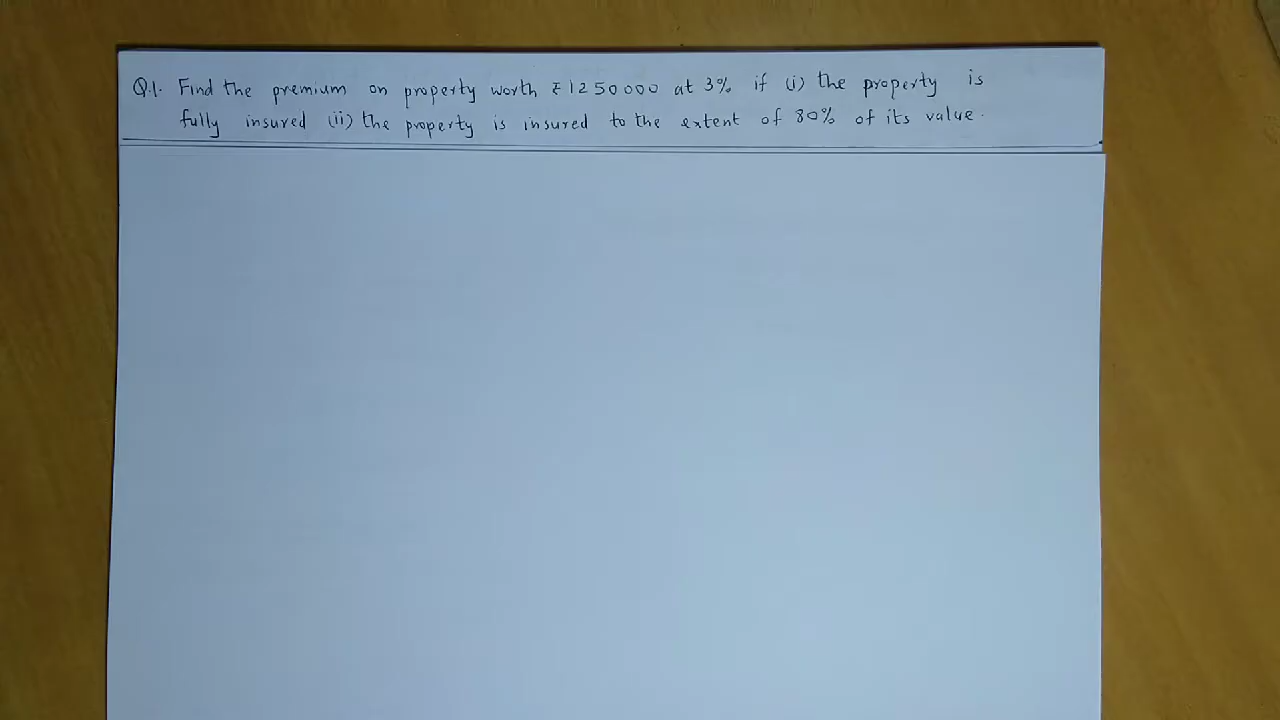 Q.1. Find the premium on property worth ₹1250000 at 3% if (i) the property is
fully insured (ii) the property is insured to the extent of 80% of its value.